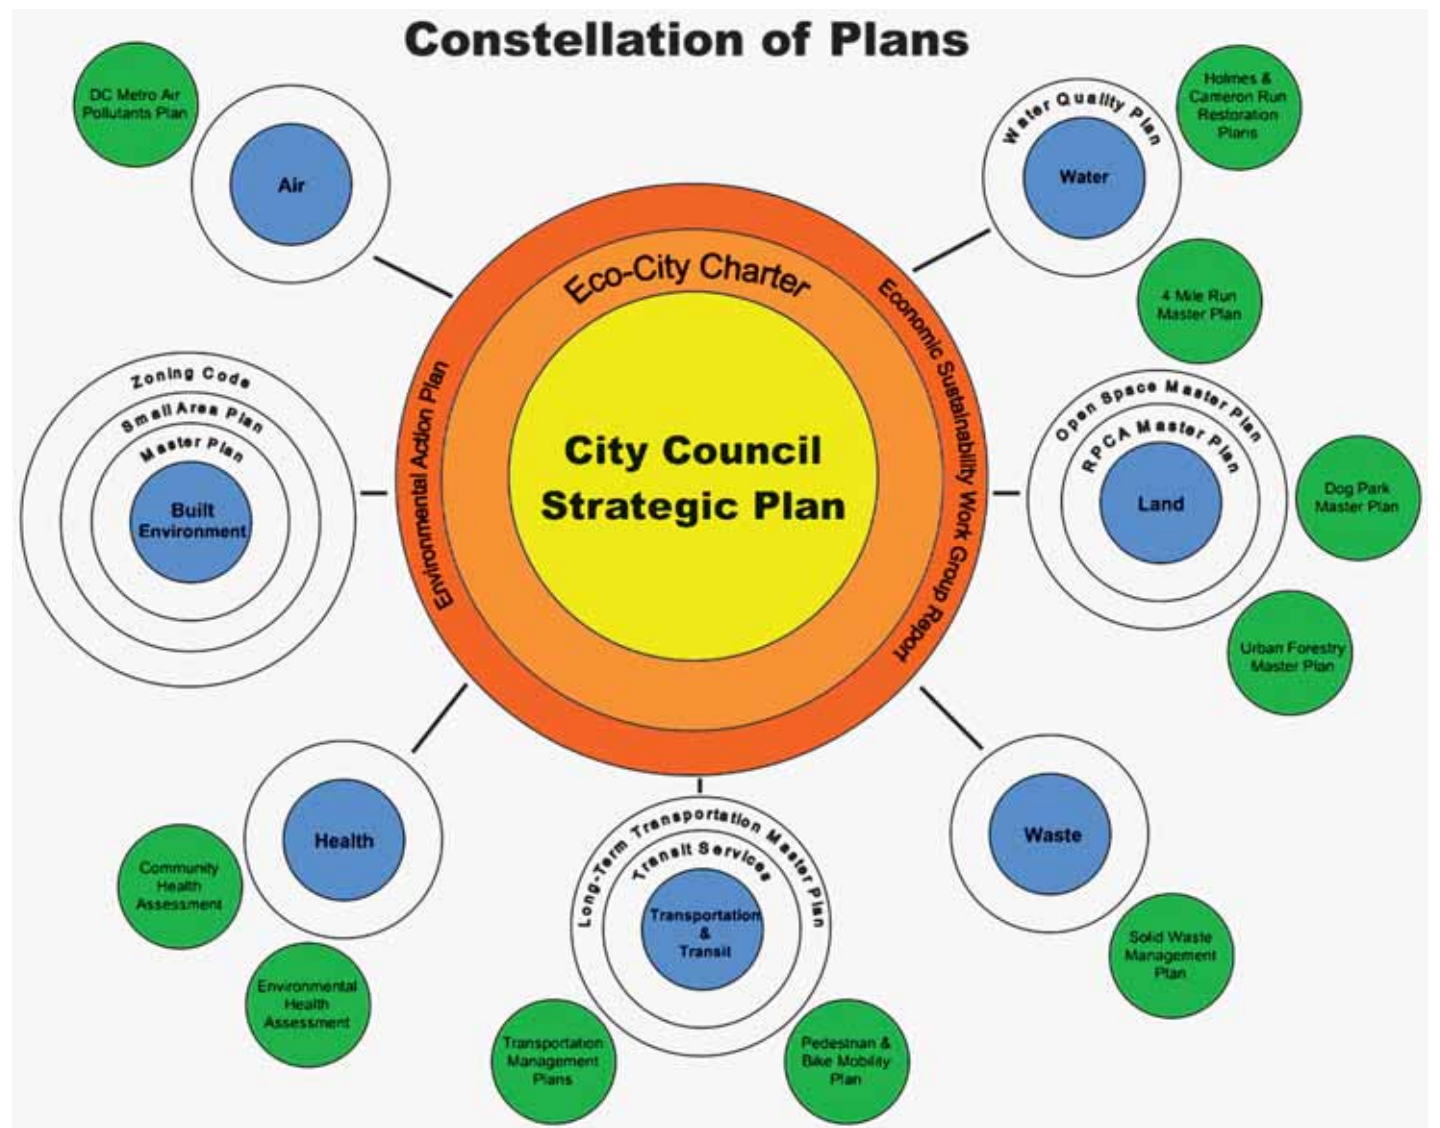 Constellation of Plans
DC Metro Air
Pollutants Plan
Air
Water Quality Plan
Water
Holmes &
Cameron Run
Restoration
Plans
4 Mile Run
Master Plan
Eco-City Charter
Environmental Action Plan
Economic Sustainability Work Group Report
City Council
Strategic Plan
Zoning Code
Small Area Plan
Master Plan
Built
Environment
Open Space Master Plan
RPCA Master Plan
Land
Dog Park
Master Plan
Urban Forestry
Master Plan
Health
Community
Health
Assessment
Environmental
Health
Assessment
Long-Term Transportation Master Plan
Transit Services
Transportation
&
Transit
Transportation
Management
Plans
Pedestrian &
Bike Mobility
Plan
Waste
Solid Waste
Management
Plan